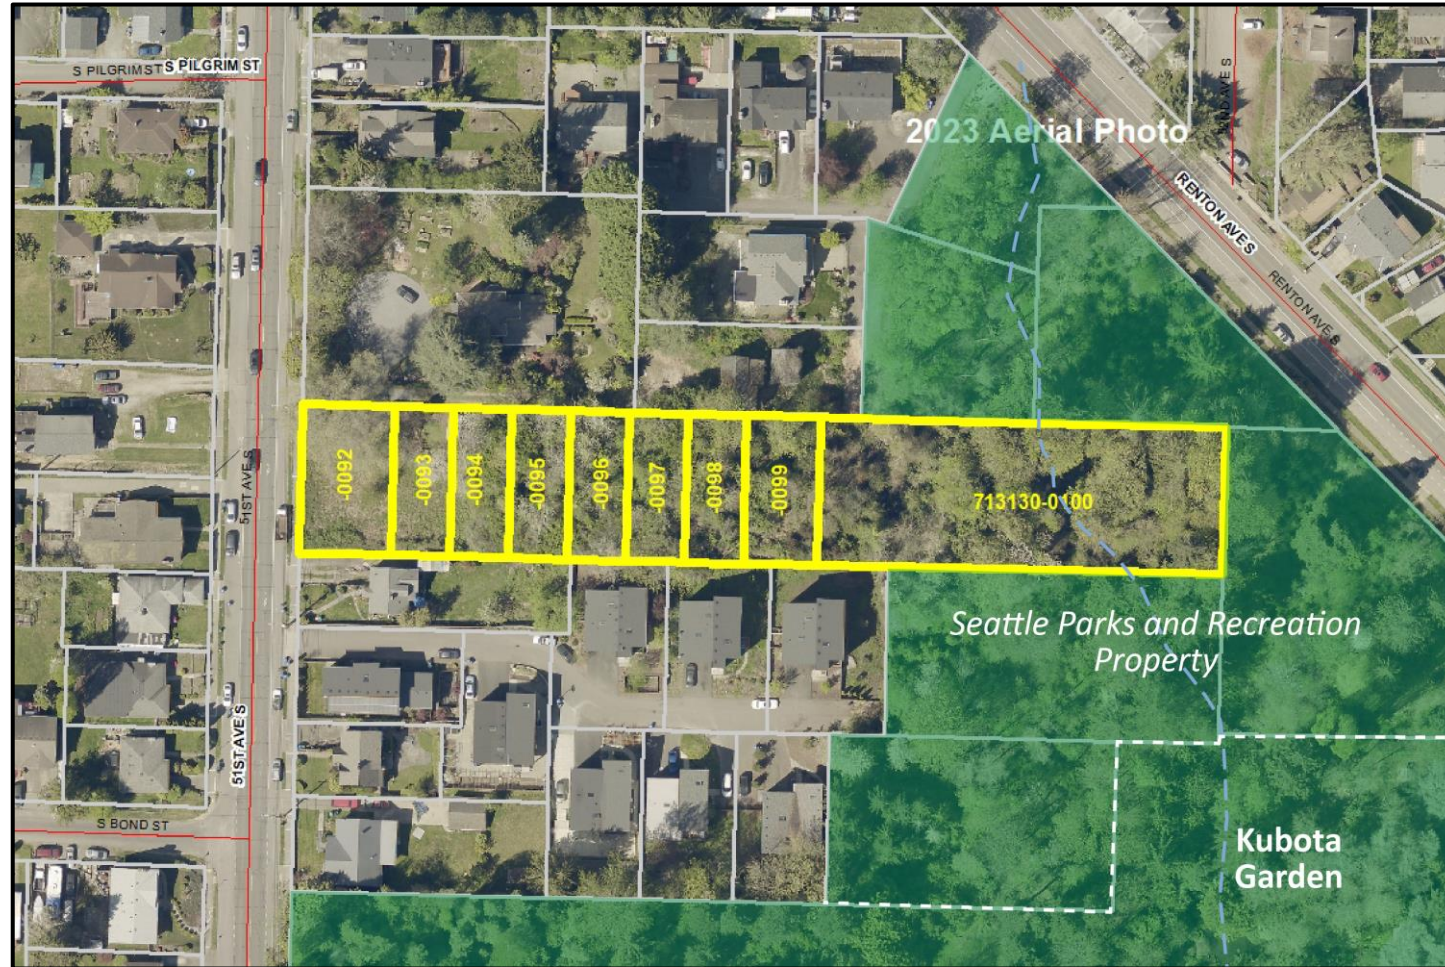 S PILGRIM ST
S PILGRIM ST
2023 Aerial Photo
RENTON AVE S
RENTON AVE S
51ST AVE S
-0092
-0093
-0094
-0095
-0096
-0097
-0098
-0099
713130-0100
Seattle Parks and Recreation
Property
51ST AVE S
S BOND ST
Kubota
Garden